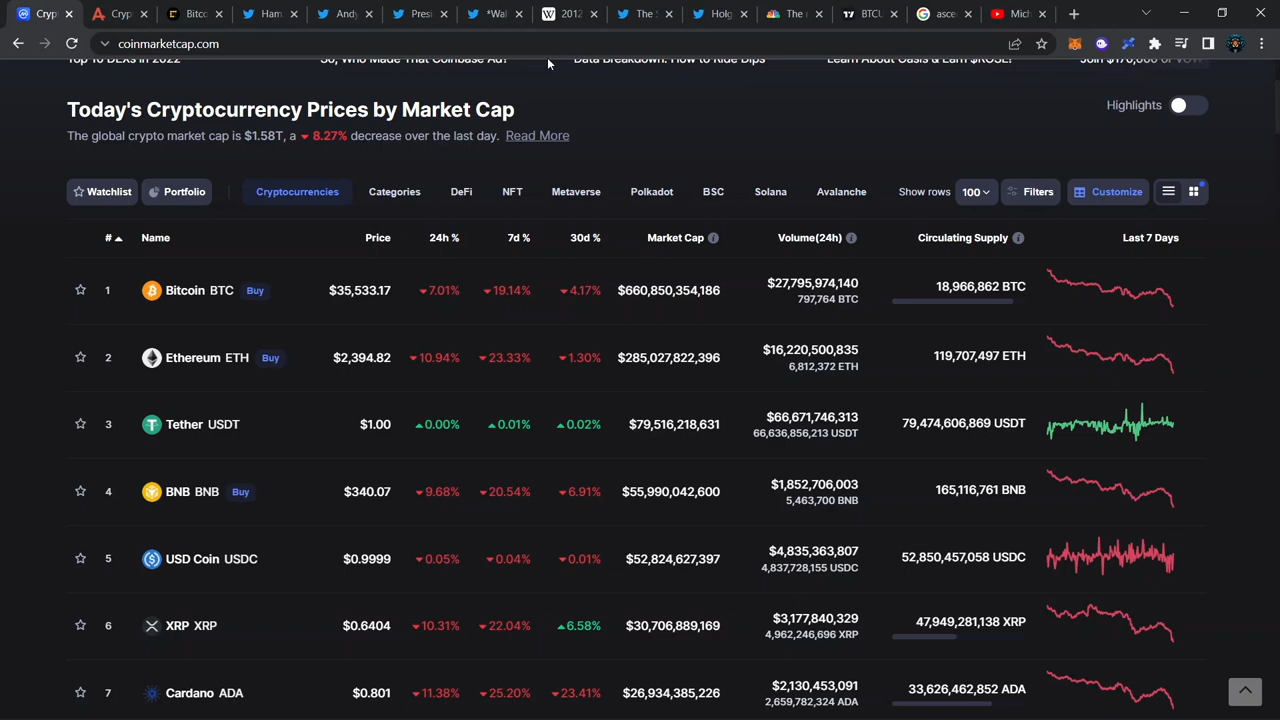 Cryp
Cryp
Bitco
Ham
Andy
Presi
*Wal
W 2012
The S
Holg
The r
BTCU
asce
Mich
coinmarketcap.com
Top 10 DEXs in 2022
So, Who Made That Coinbase Ad?
Data Breakdown: How to Ride Dips
Learn About Oasis & Earn $ROSE!
Today's Cryptocurrency Prices by Market Cap
Highlights
The global crypto market cap is $1.58T, a 8.27% decrease over the last day. Read More
Watchlist Portfolio Cryptocurrencies Categories DeFi NFT Metaverse Polkadot BSC Solana Avalanche Show rows 100 Filters Customize
# Name Price 24h % 7d % 30d % Market Cap Volume(24h) Circulating Supply Last 7 Days
1 Bitcoin BTC Buy $35,533.17 7.01% 19.14% 4.17% $660,850,354,186 $27,795,974,140 18,966,862 BTC
797,764 BTC
2 Ethereum ETH Buy $2,394.82 10.94% 23.33% 1.30% $285,027,822,396 $16,220,500,835 119,707,497 ETH
6,812,372 ETH
3 Tether USDT $1.00 0.00% 0.01% 0.02% $79,516,218,631 $66,671,746,313 79,474,606,869 USDT
66,636,856,213 USDT
4 BNB BNB Buy $340.07 9.68% 20.54% 6.91% $55,990,042,600 $1,852,706,003 165,116,761 BNB
5,463,700 BNB
5 USD Coin USDC $0.9999 0.05% 0.04% 0.01% $52,824,627,397 $4,835,363,807 52,850,457,058 USDC
4,837,728,155 USDC
6 XRP XRP $0.6404 10.31% 22.04% 6.58% $30,706,889,169 $3,177,840,329 47,949,281,138 XRP
4,962,246,696 XRP
7 Cardano ADA $0.801 11.38% 25.20% 23.41% $26,934,385,226 $2,130,453,091 33,626,462,852 ADA
2,659,782,324 ADA